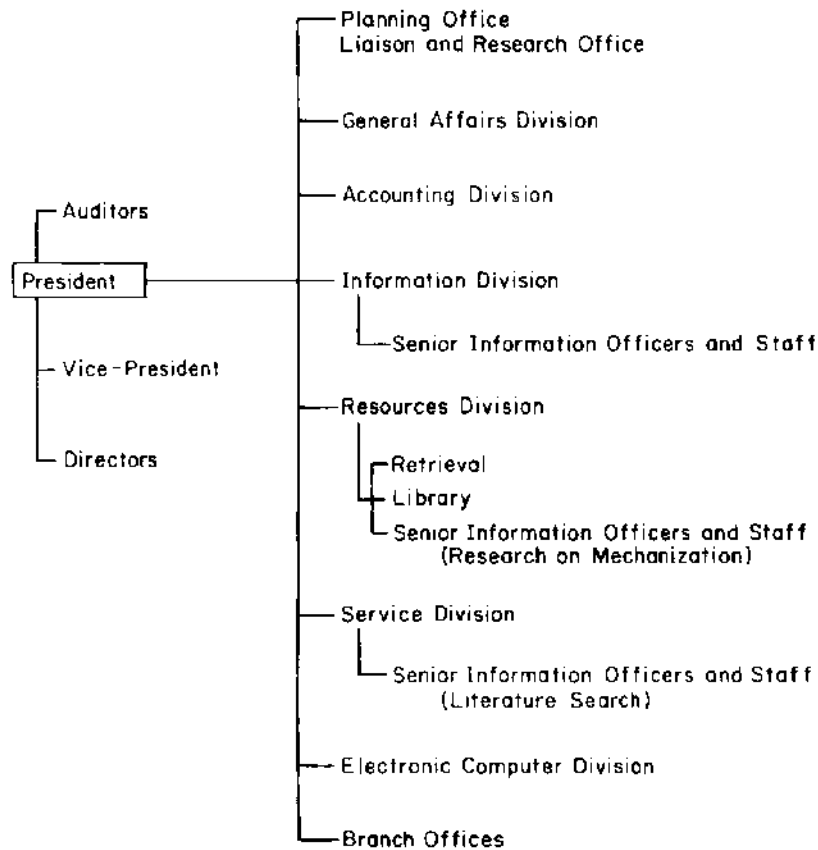 Planning Office
Liaison and Research Office
General Affairs Division
Accounting Division
Auditors
President
Information Division
Senior Information Officers and Staff
Vice-President
Resources Division
Directors
Retrieval
Library
Senior Information Officers and Staff
(Research on Mechanization)
Service Division
Senior Information Officers and Staff
(Literature Search)
Electronic Computer Division
Branch Offices